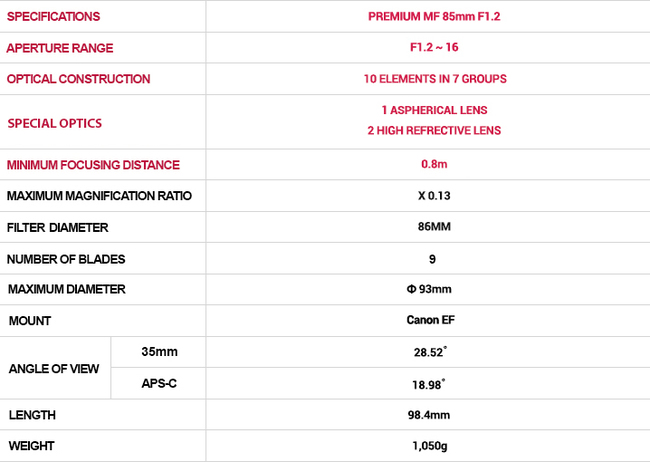 SPECIFICATIONS PREMIUM MF 85mm F1.2
APERTURE RANGE F1.2 ~ 16
OPTICAL CONSTRUCTION 10 ELEMENTS IN 7 GROUPS
SPECIAL OPTICS 1 ASPHERICAL LENS
2 HIGH REFRECTIVE LENS
MINIMUM FOCUSING DISTANCE 0.8m
MAXIMUM MAGNIFICATION RATIO X 0.13
FILTER DIAMETER 86MM
NUMBER OF BLADES 9
MAXIMUM DIAMETER Φ 93mm
MOUNT Canon EF
ANGLE OF VIEW 35mm 28.52˚
APS-C 18.98˚
LENGTH 98.4mm
WEIGHT 1,050g